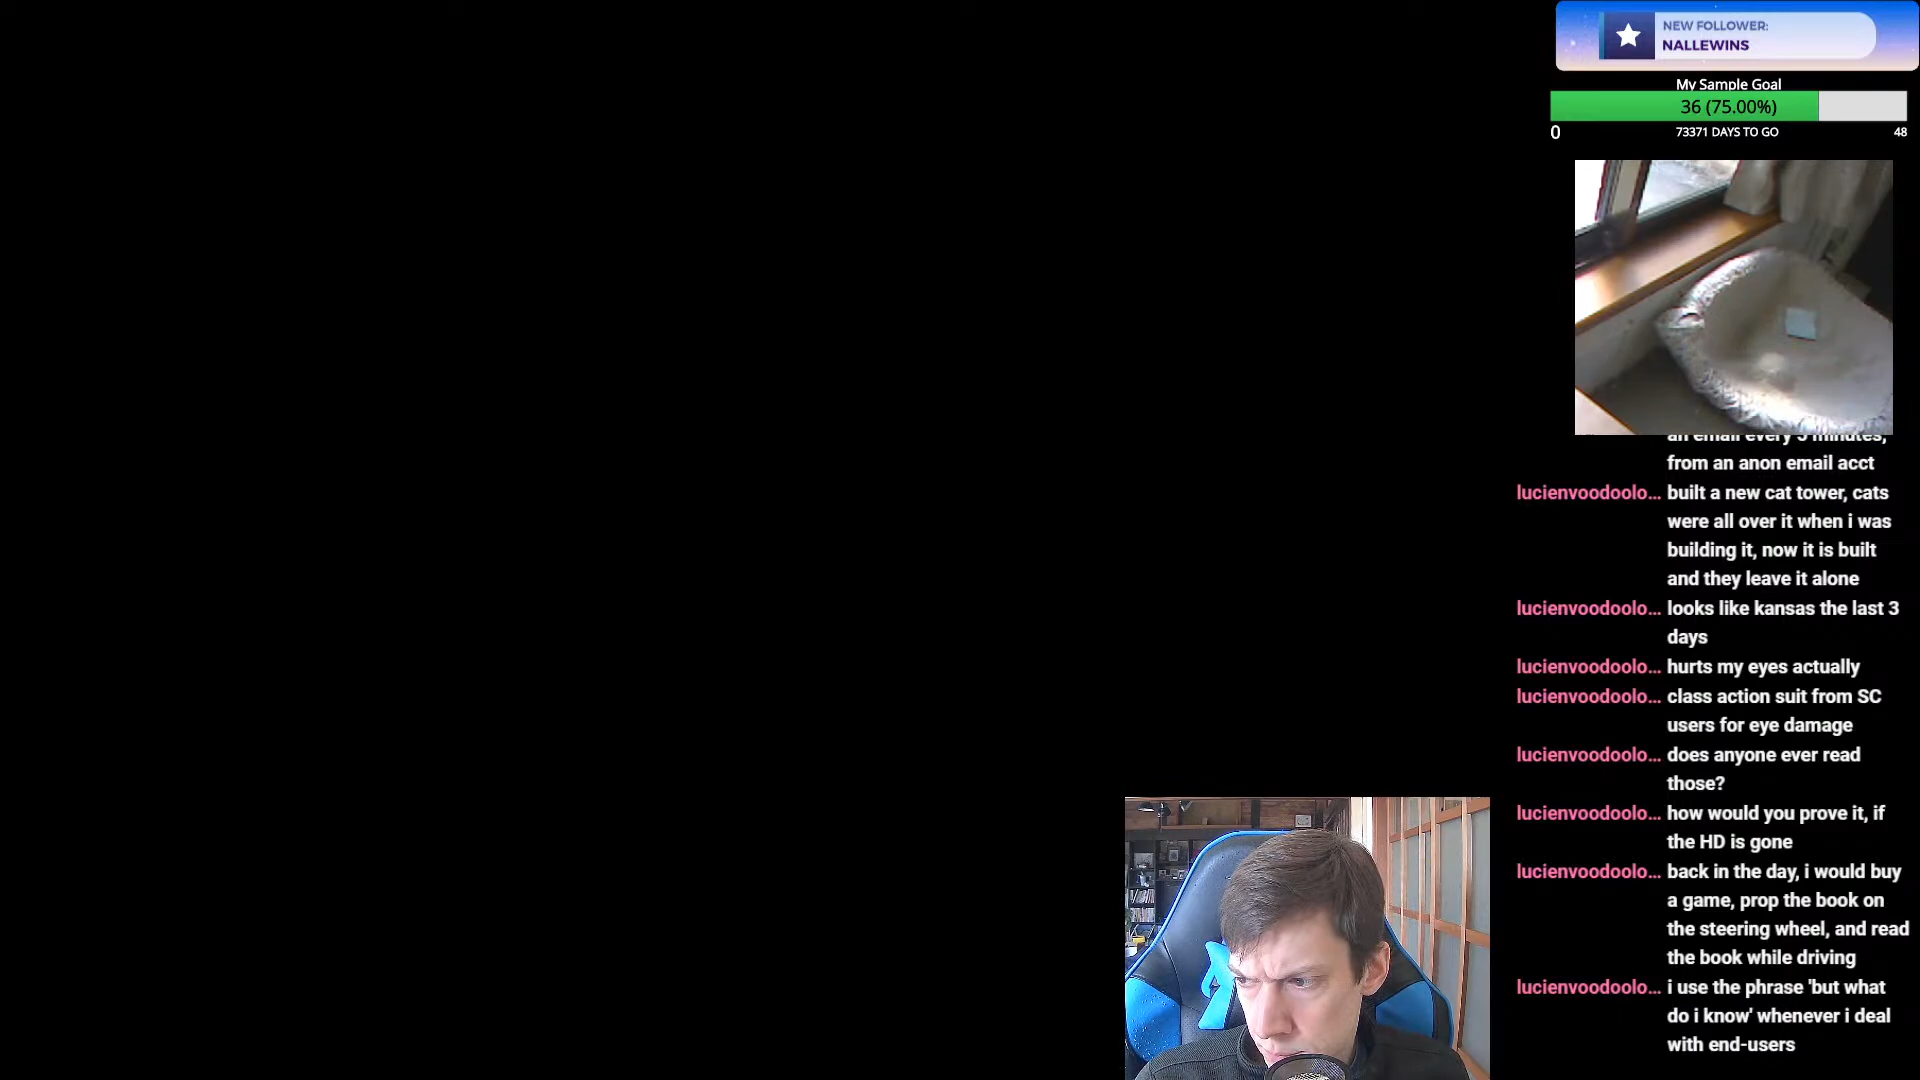 NEW FOLLOWER:
NALLEWINS
My Sample Goal
36 (75.00%)
0
73371 DAYS TO GO
48
an email every 5 minutes,
from an anon email acct
lucienvoodoolo... built a new cat tower, cats
were all over it when i was
building it, now it is built
and they leave it alone
lucienvoodoolo... looks like kansas the last 3
days
lucienvoodoolo... hurts my eyes actually
lucienvoodoolo... class action suit from SC
users for eye damage
lucienvoodoolo... does anyone ever read
those?
lucienvoodoolo... how would you prove it, if
the HD is gone
lucienvoodoolo... back in the day, i would buy
a game, prop the book on
the steering wheel, and read
the book while driving
lucienvoodoolo... i use the phrase 'but what
do i know' whenever i deal
with end-users